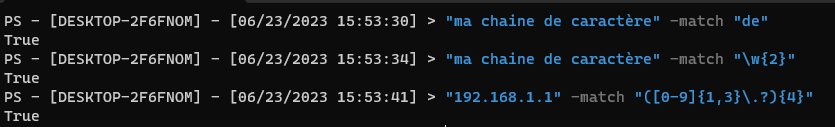 PS - [DESKTOP-2F6FNOM] - [06/23/2023 15:53:30] > "ma chaine de caractère" -match "de"
True
PS - [DESKTOP-2F6FNOM] - [06/23/2023 15:53:34] > "ma chaine de caractère" -match "\w{2}"
True
PS - [DESKTOP-2F6FNOM] - [06/23/2023 15:53:41] > "192.168.1.1" -match "([0-9]{1,3}\.?){4}"
True